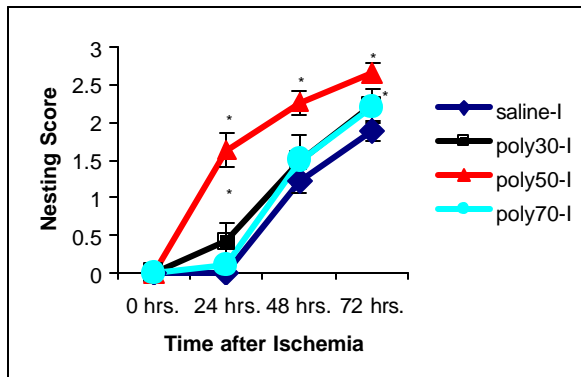 3
2.5
2
1.5
1
0.5
0
Nesting Score
*
*
*
*
*
0 hrs. 24 hrs. 48 hrs. 72 hrs.
Time after Ischemia
saline-I
poly30-I
poly50-I
poly70-I